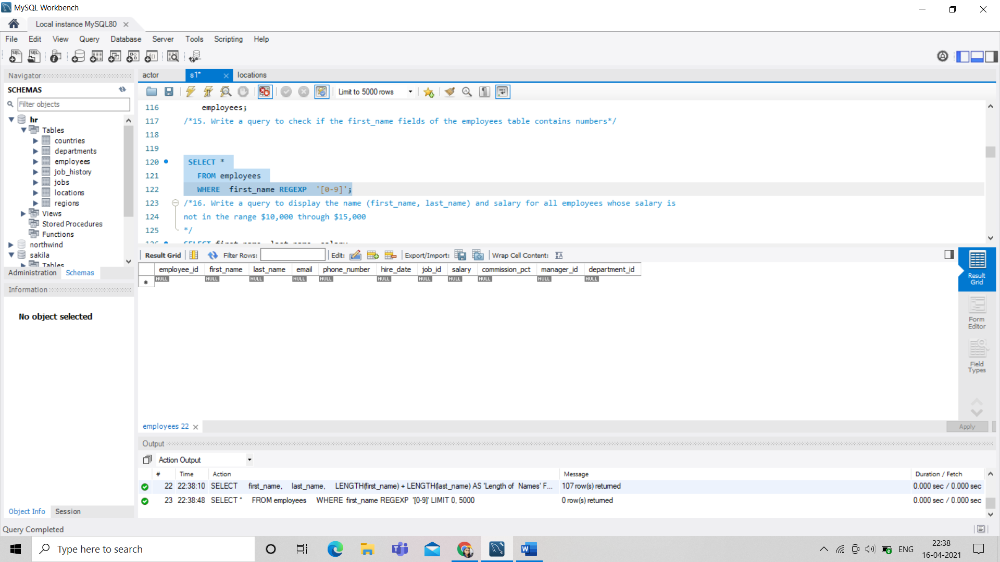 MySQL Workbench
Local instance MySQL80
File Edit View Query Database Server Tools Scripting Help
Navigator
SCHEMAS
Filter objects
hr
Tables
countries
departments
employees
job_history
jobs
locations
regions
Views
Stored Procedures
Functions
northwind
sakila
Tables
Administration Schemas
Information
No object selected
Object Info Session
actor s1* locations
Limit to 5000 rows
116 employees;
117 /*15. Write a query to check if the first_name fields of the employees table contains numbers*/
118
119
120 SELECT *
121 FROM employees
122 WHERE first_name REGEXP '[0-9]';
123 /*16. Write a query to display the name (first_name, last_name) and salary for all employees whose salary is
124 not in the range $10,000 through $15,000
125 */
126 SELECT first_name, last_name, salary
Result Grid Filter Rows: Edit: Export/Import: Wrap Cell Content:
employee_id first_name last_name email phone_number hire_date job_id salary commission_pct manager_id department_id
NULL NULL NULL NULL NULL NULL NULL NULL NULL NULL NULL
Result
Grid
Form
Editor
Field
Types
employees 22
Apply
Output
Action Output
# Time Action Message Duration / Fetch
22 22:38:10 SELECT first_name, last_name, LENGTH(first_name) + LENGTH(last_name) AS 'Length of Names' F... 107 row(s) returned 0.000 sec / 0.000 sec
23 22:38:48 SELECT * FROM employees WHERE first_name REGEXP '[0-9]' LIMIT 0, 5000 0 row(s) returned 0.000 sec / 0.000 sec
Query Completed
Type here to search
ENG
22:38
16-04-2021